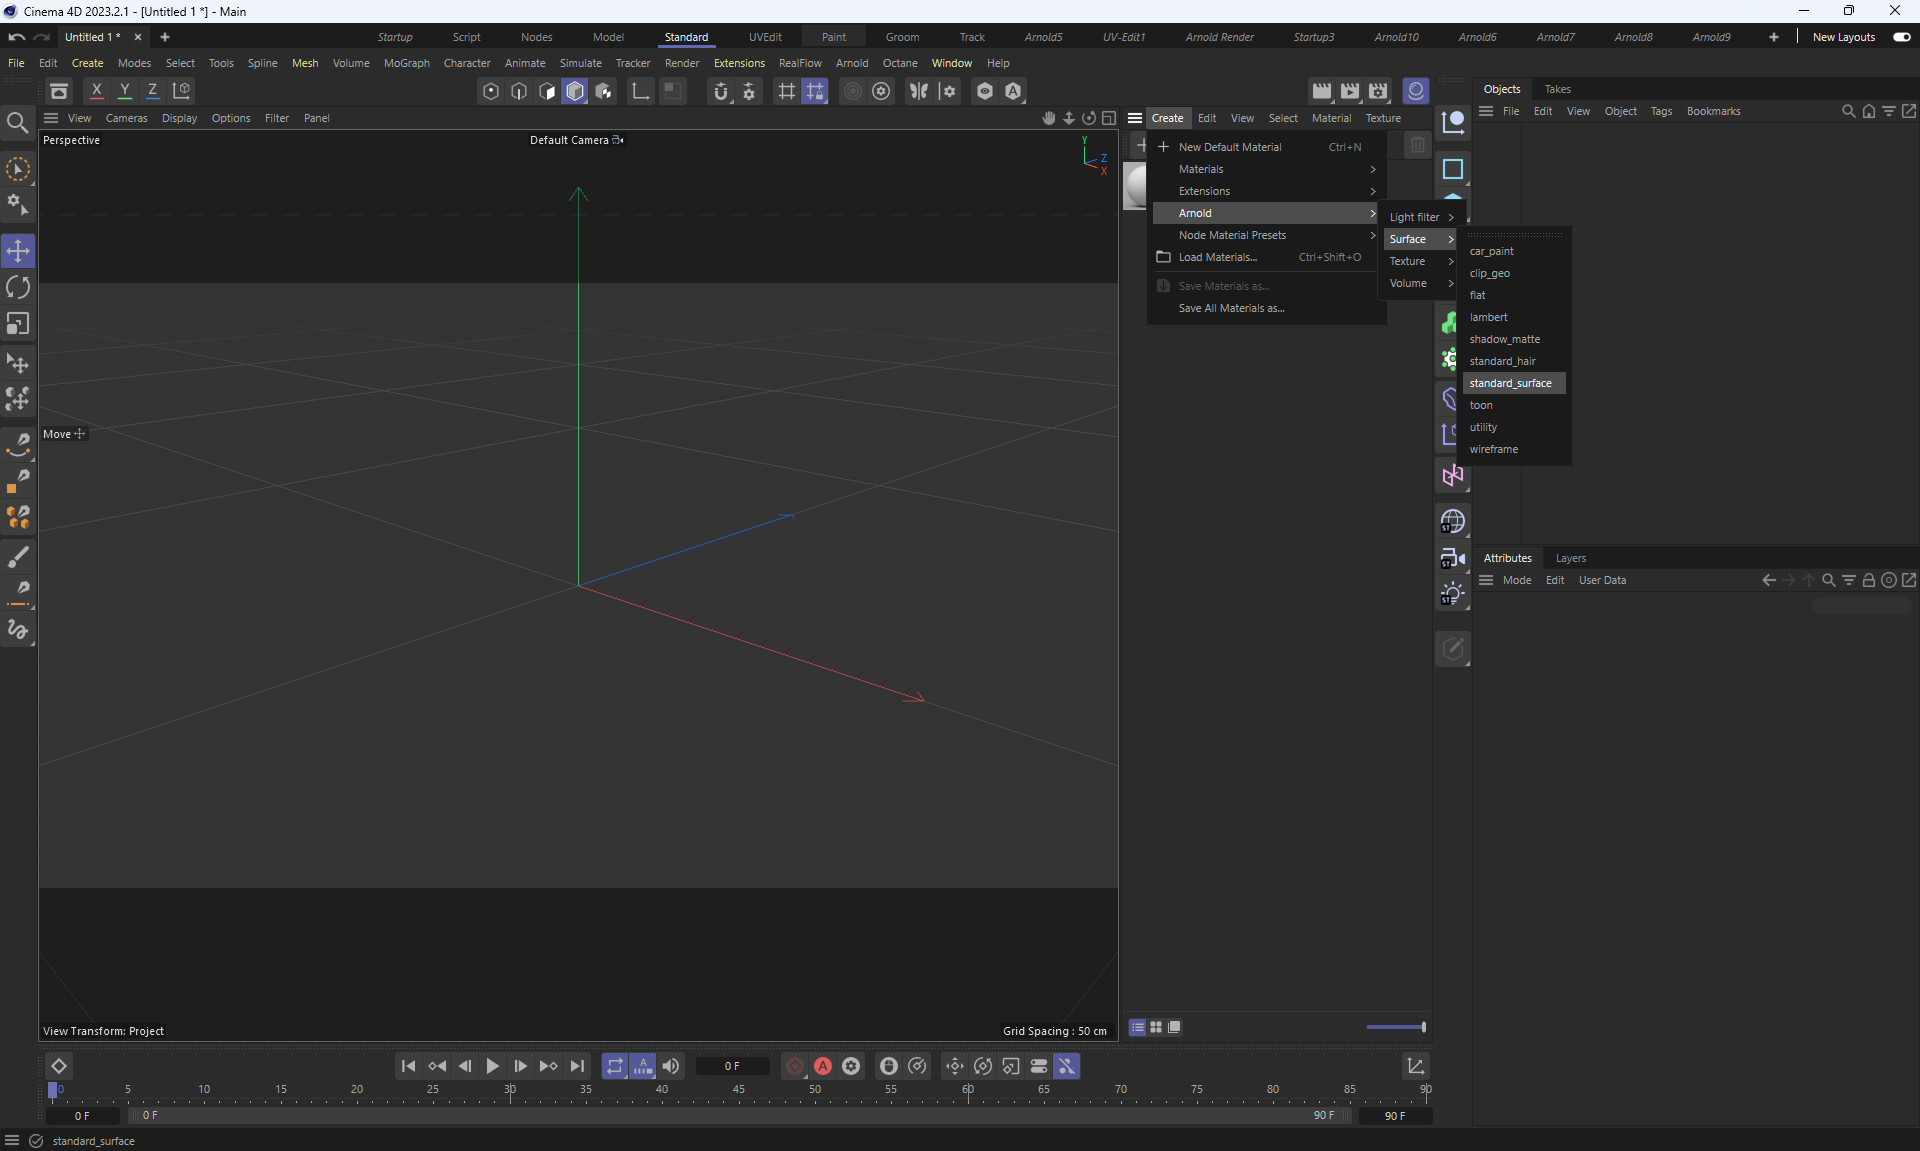 Cinema 4D 2023.2.1 - [Untitled 1 *] - Main
Untitled 1 * Startup Script Nodes Model Standard UVEdit Paint Groom Track Arnold5 UV-Edit1 Arnold Render Startup3 Arnold10 Arnold6 Arnold7 Arnold8 Arnold9 New Layouts
File Edit Create Modes Select Tools Spline Mesh Volume MoGraph Character Animate Simulate Tracker Render Extensions RealFlow Arnold Octane Window Help
X Y Z
Objects Takes
File Edit View Object Tags Bookmarks
View Cameras Display Options Filter Panel
Create Edit View Select Material Texture
Perspective
Default Camera
Y
Z
X
New Default Material Ctrl+N
Materials
Extensions
Arnold
Node Material Presets
Load Materials... Ctrl+Shift+O
Save Materials as...
Save All Materials as...
Light filter
Surface
Texture
Volume
car_paint
clip_geo
flat
lambert
shadow_matte
standard_hair
standard_surface
toon
utility
wireframe
Move
ST
ST
ST
Attributes Layers
Mode Edit User Data
View Transform: Project
Grid Spacing : 50 cm
A
A
0 F
0 5 10 15 20 25 30 35 40 45 50 55 60 65 70 75 80 85 90
0 F 0 F 90 F 90 F
standard_surface